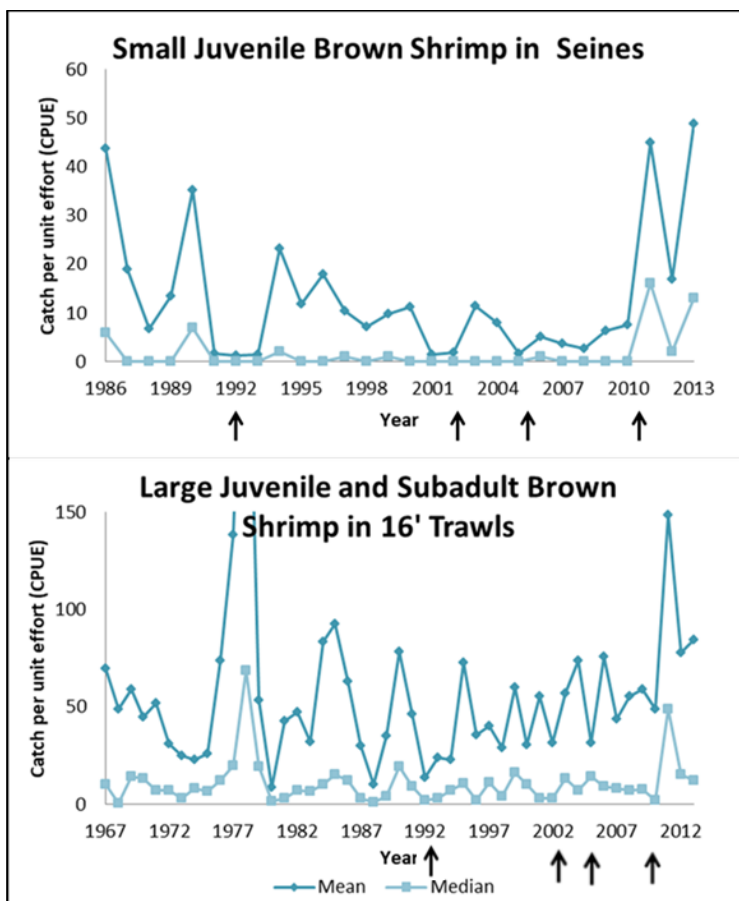 Small Juvenile Brown Shrimp in Seines
Catch per unit effort (CPUE)
60
50
40
30
20
10
0
1986 1989 1992 1995 1998 2001 2004 2007 2010 2013
Year
Large Juvenile and Subadult Brown
Shrimp in 16' Trawls
Catch per unit effort (CPUE)
150
100
50
0
1967 1972 1977 1982 1987 1992 1997 2002 2007 2012
Year
Mean Median